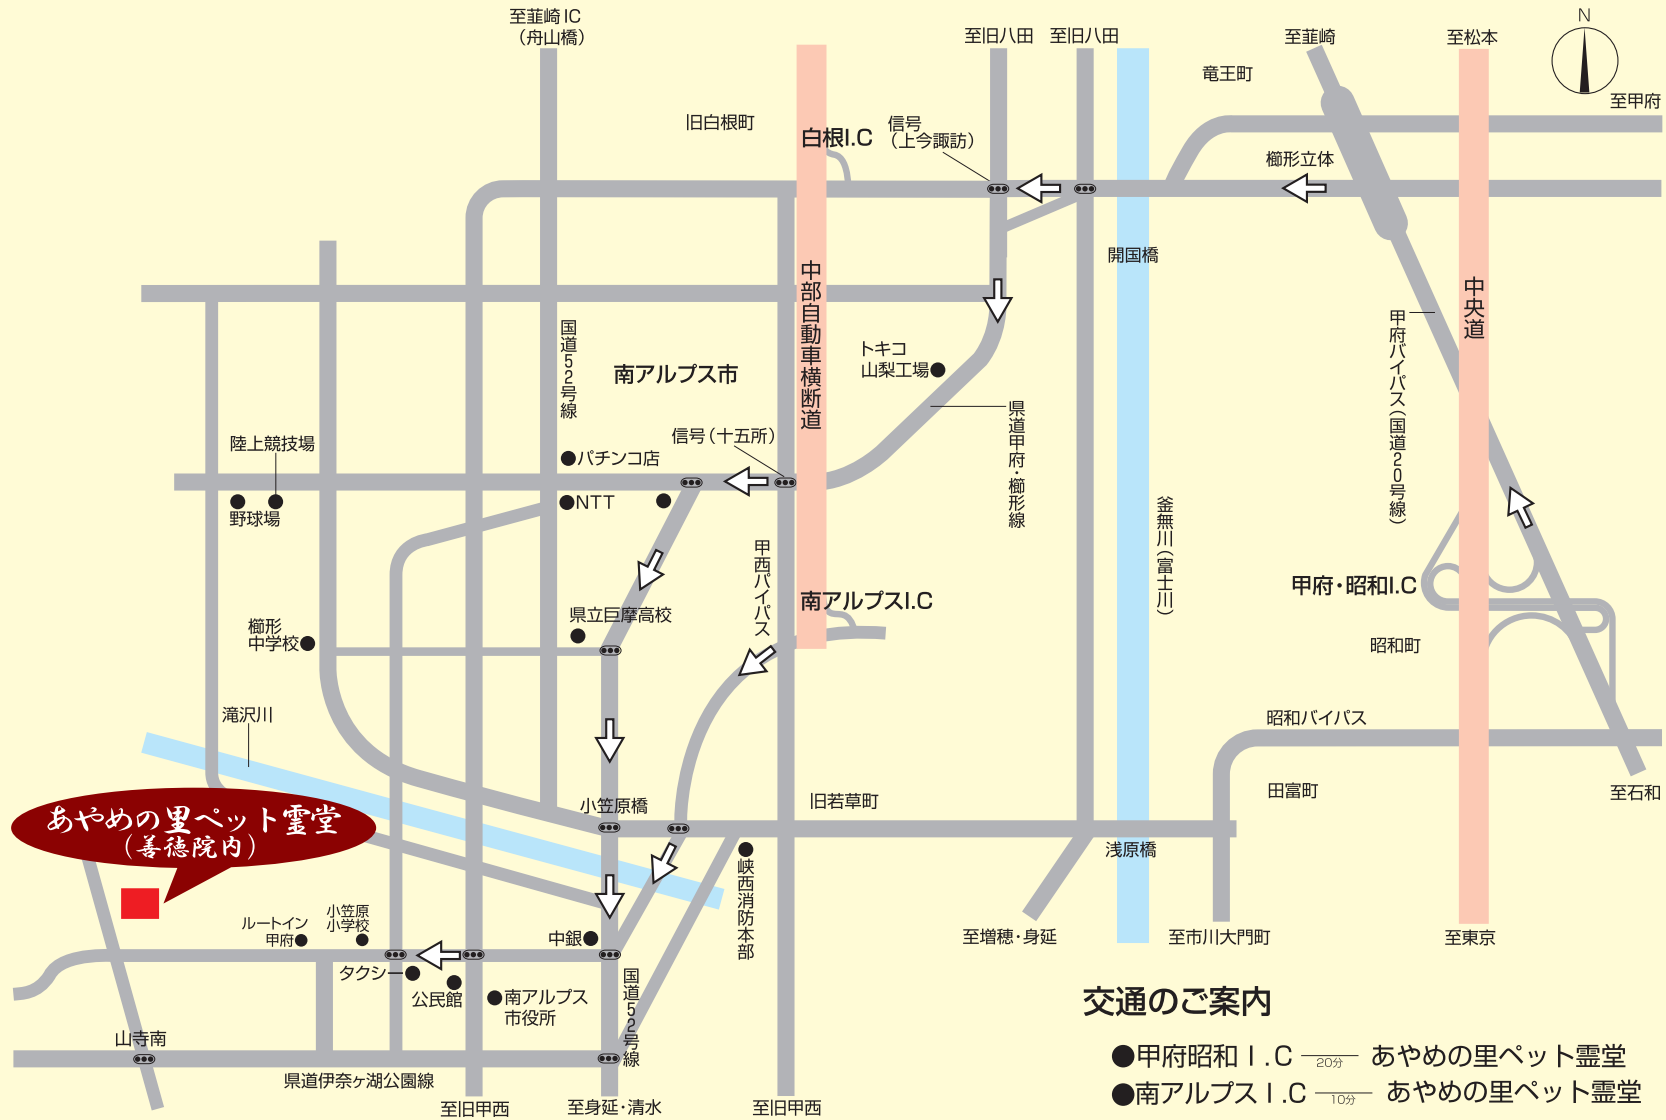 至韮崎IC
（舟山橋）
至旧八田
至旧八田
至韮崎
至松本
N
竜王町
至甲府
旧白根町
白根I.C
信号
（上今諏訪）
櫛形立体
開国橋
中部自動車横断道
中央道
国道52号線
南アルプス市
トキコ
山梨工場
甲府バイパス（国道20号線）
県道甲府・櫛形線
陸上競技場
信号（十五所）
パチンコ店
NTT
野球場
釜無川（富士川）
甲西バイパス
甲府・昭和I.C
南アルプスI.C
県立巨摩高校
櫛形
中学校
昭和町
滝沢川
昭和バイパス
小笠原橋
旧若草町
田富町
至石和
あやめの里ペット霊堂
（善徳院内）
浅原橋
峡西消防本部
ルートイン
甲府
小笠原
小学校
中銀
至増穂・身延
至市川大門町
至東京
タクシー
公民館
南アルプス
市役所
国道52号線
山寺南
県道伊奈ヶ湖公園線
至旧甲西
至身延・清水
至旧甲西
交通のご案内
●甲府昭和I.C 20分 あやめの里ペット霊堂
●南アルプスI.C 10分 あやめの里ペット霊堂